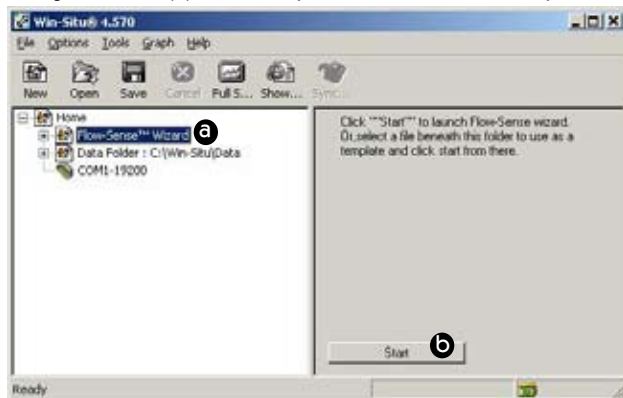 Win-Situ® 4.570
File Options Tools Graph Help
New Open Save Cancel Full S... Show... Sync...
Home
Flow-Sense™ Wizard a
Data Folder : C:\Win-Situ\Data
COM1-19200
Click ""Start"" to launch Flow-Sense wizard.
Or,select a file beneath this folder to use as a
template and click start from there.
Start b
Ready